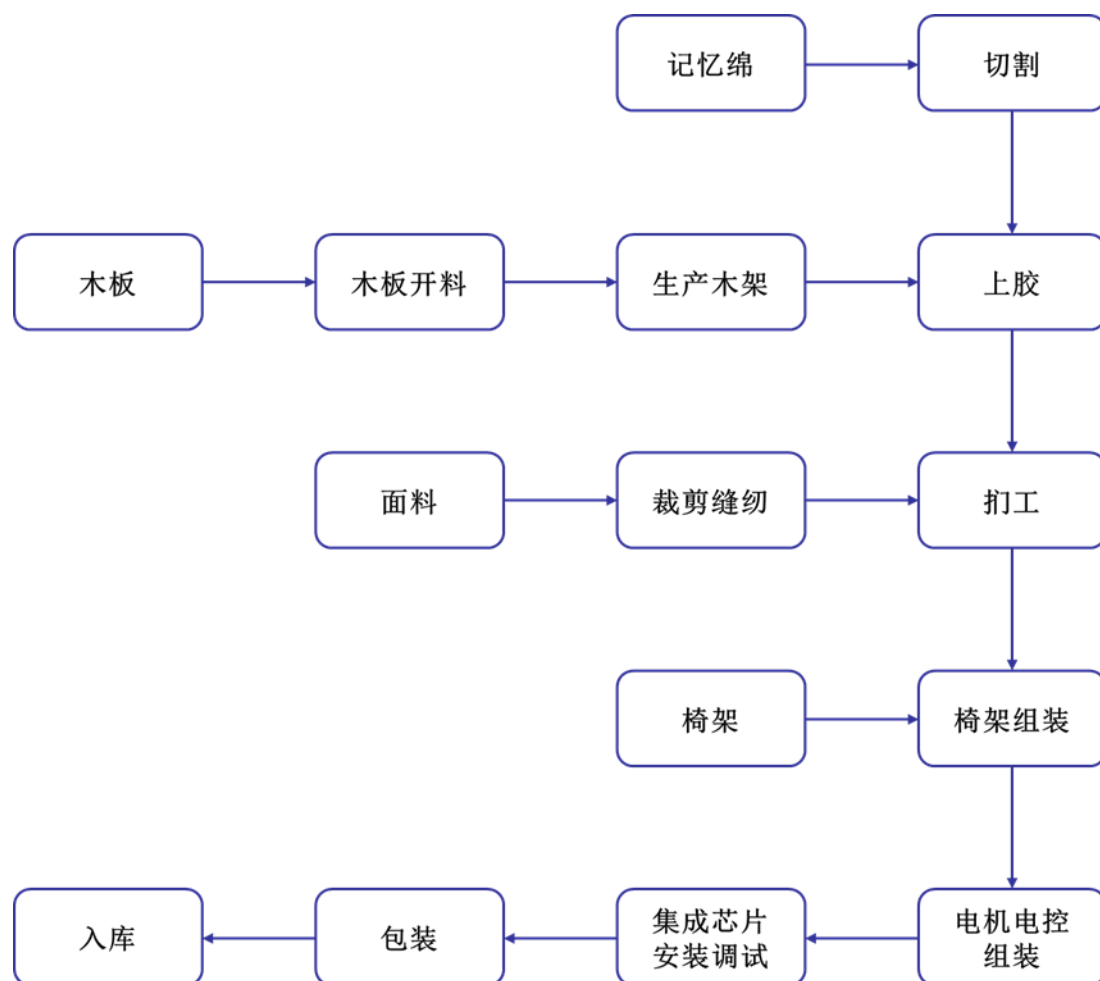 记忆绵
切割
木板
木板开料
生产木架
上胶
面料
裁剪缝纫
扪工
椅架
椅架组装
入库
包装
集成芯片
安装调试
电机电控
组装